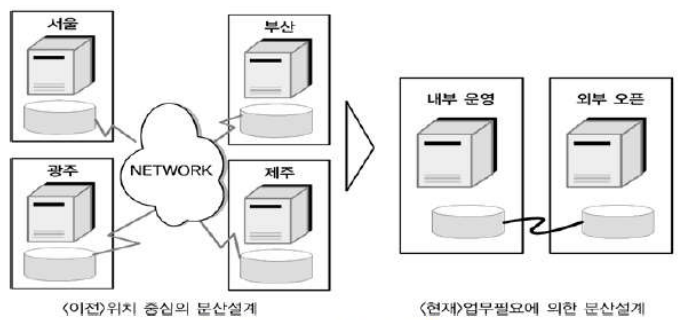 서울
부산
광주
제주
NETWORK
<이전>위치 중심의 분산설계
내부 운영
외부 오픈
<현재>업무필요에 의한 분산설계